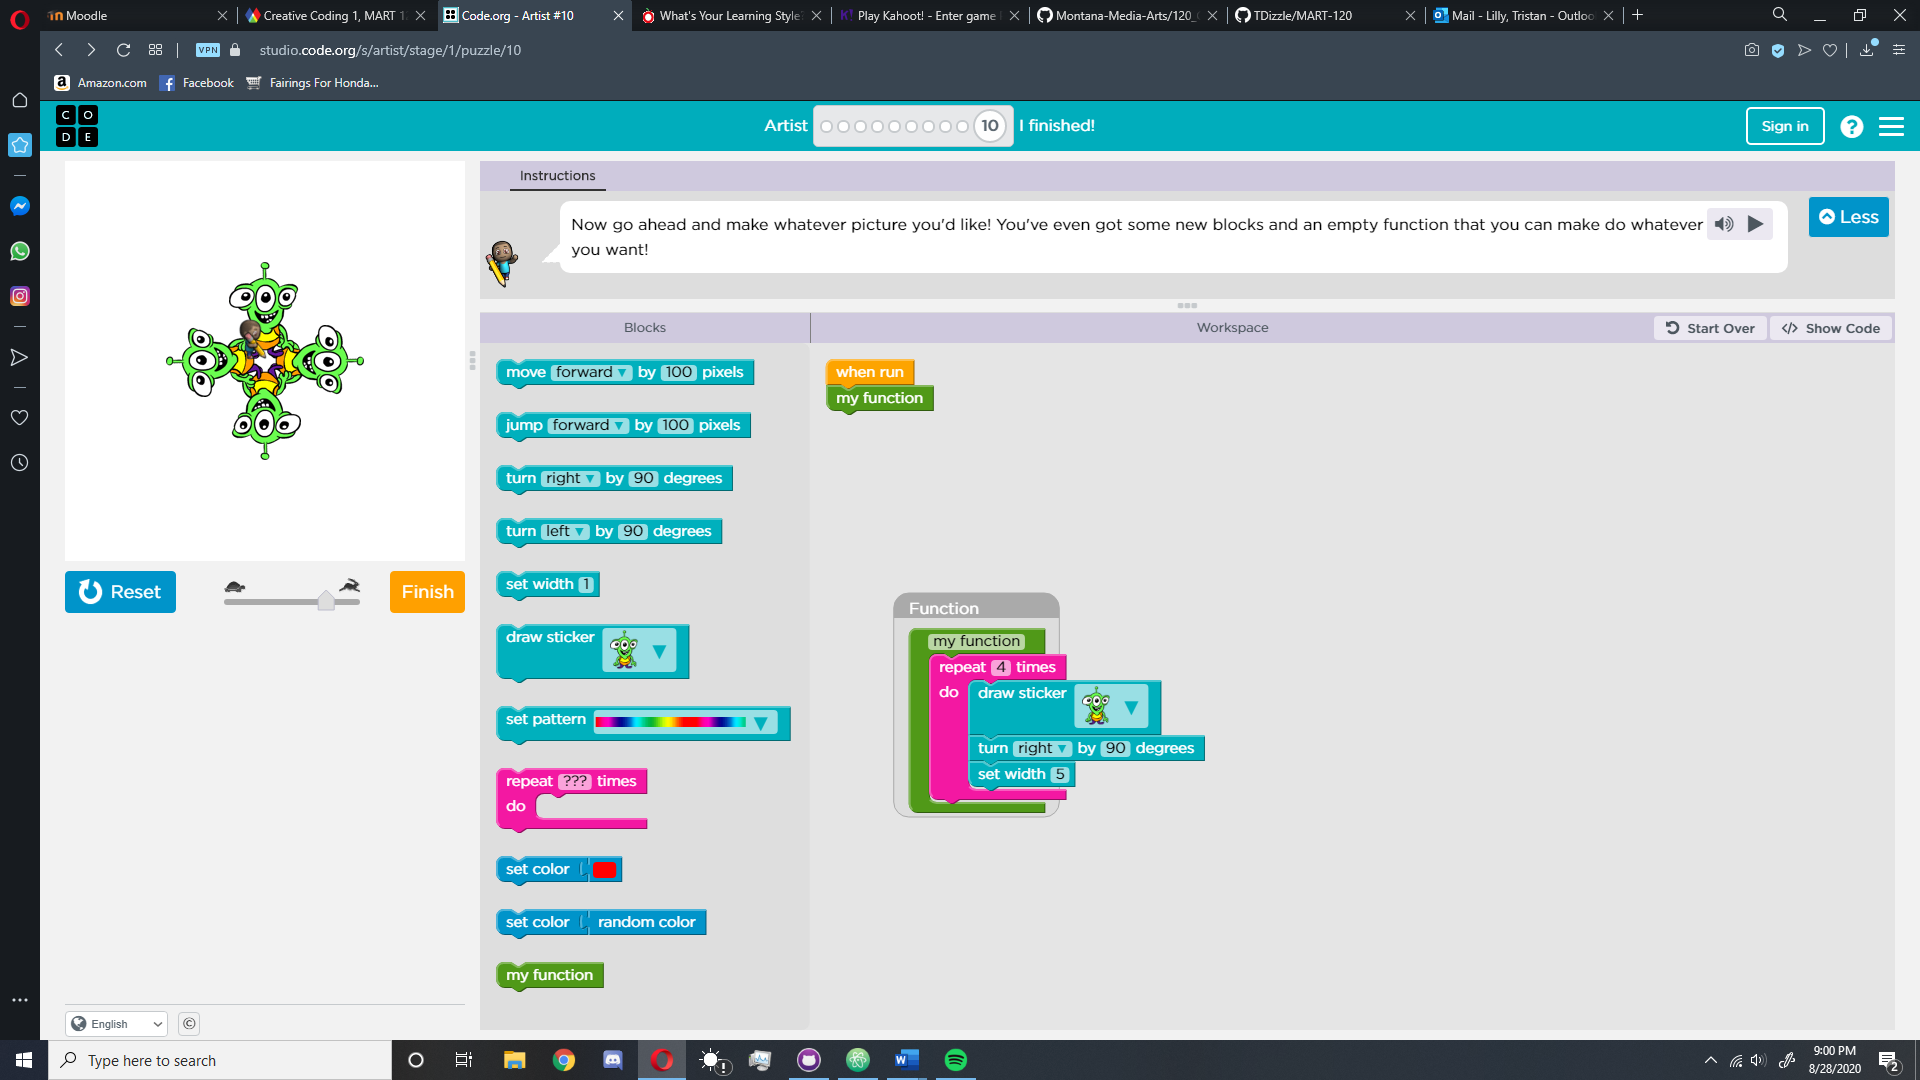 Moodle
Creative Coding 1, MART 1
Code.org - Artist #10
What's Your Learning Style
Play Kahoot! - Enter game
Montana-Media-Arts/120_
TDizzle/MART-120
Mail - Lilly, Tristan - Outloo
VPN
studio.code.org/s/artist/stage/1/puzzle/10
Amazon.com
Facebook
Fairings For Honda...
C O
D E
Artist
10
I finished!
Sign in
?
Instructions
Now go ahead and make whatever picture you'd like! You've even got some new blocks and an empty function that you can make do whatever
you want!
Less
Blocks
Workspace
Start Over
</> Show Code
move forward by 100 pixels
jump forward by 100 pixels
turn right by 90 degrees
turn left by 90 degrees
set width 1
draw sticker
set pattern
repeat ??? times
do
set color
set color random color
my function
when run
my function
Function
my function
repeat 4 times
do
draw sticker
turn right by 90 degrees
set width 5
Reset
Finish
English
©
Type here to search
9:00 PM
8/28/2020
2